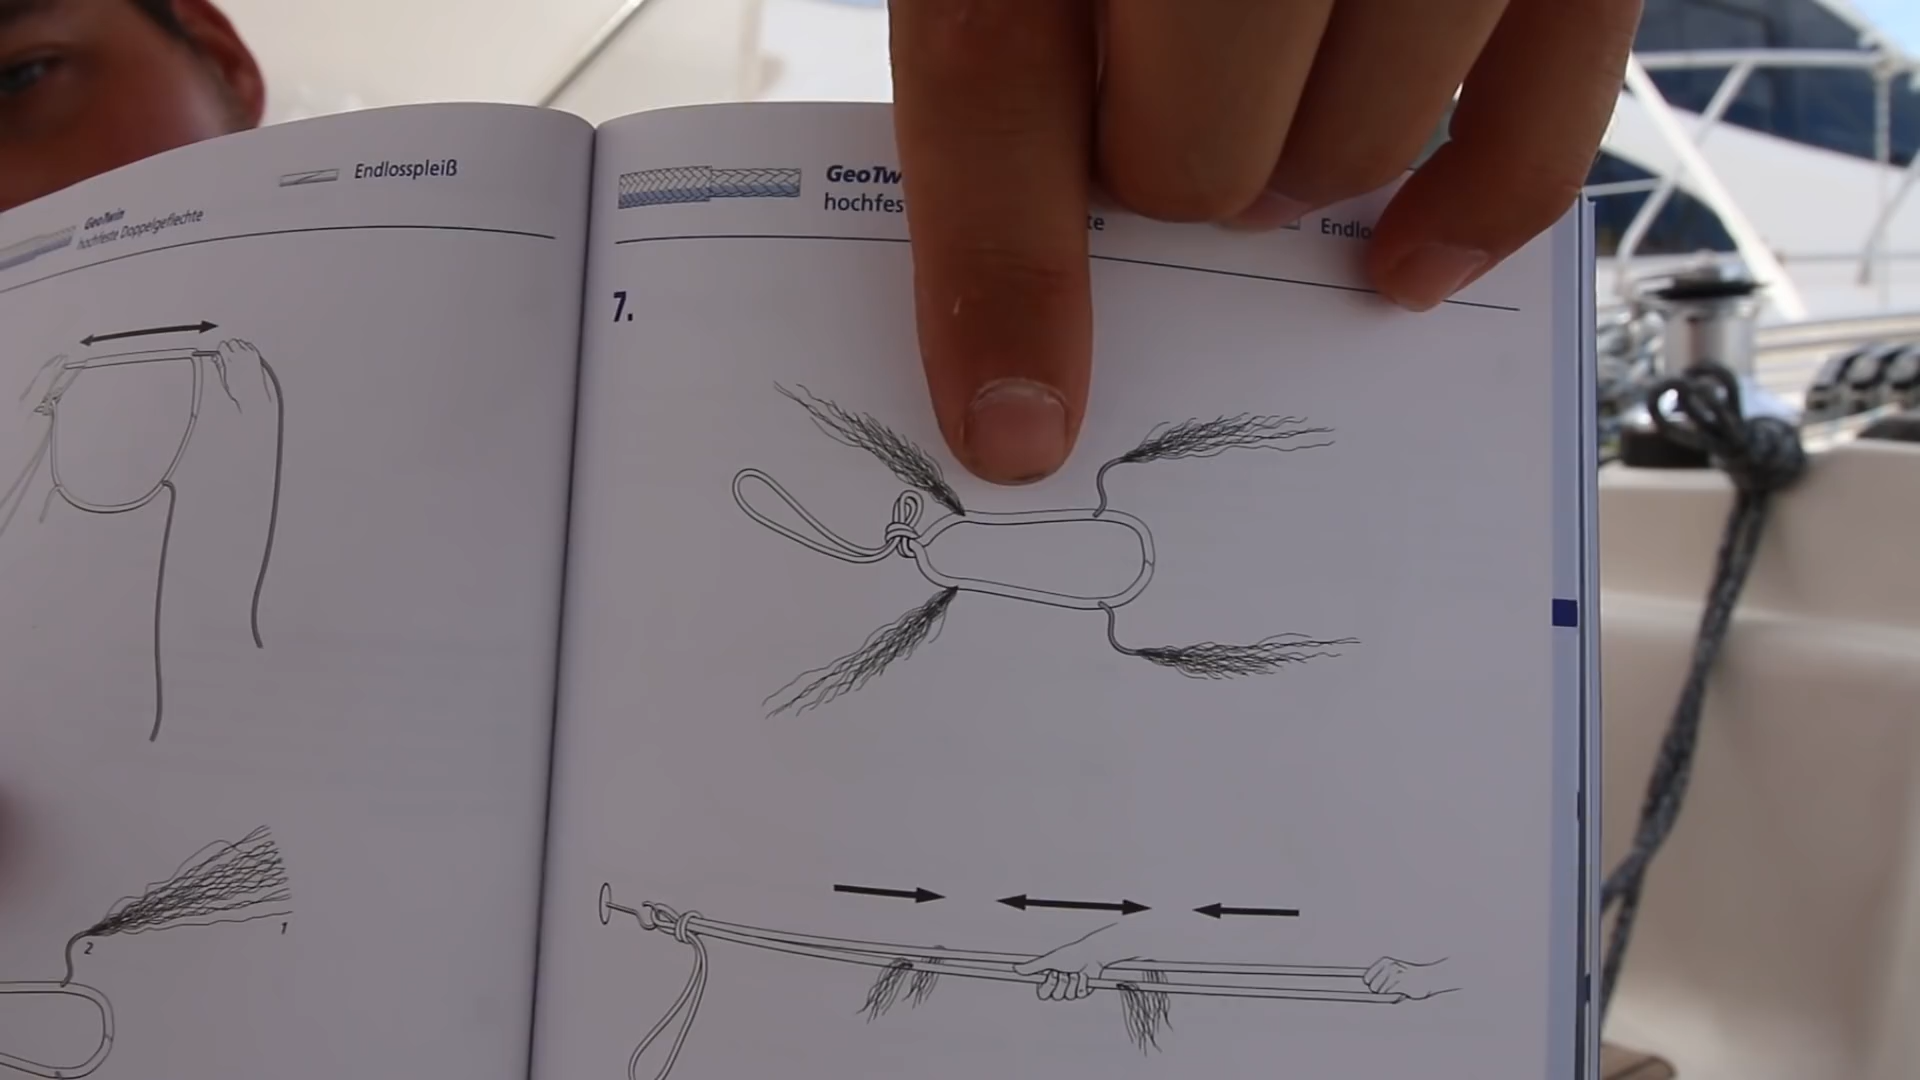 Endlosspleiß
GeoTwin
hochfeste Doppelgeflechte
2
1
GeoTw
hochfes te
Endlo
7.